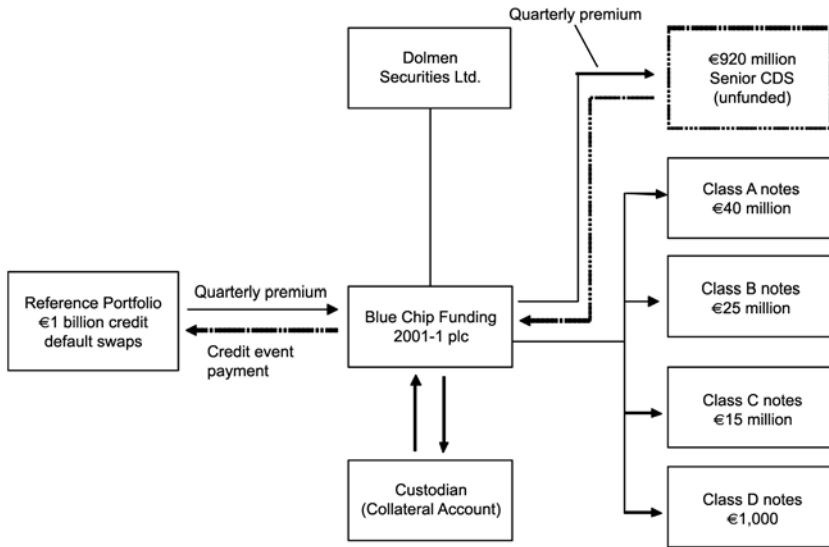 Quarterly premium
Dolmen
Securities Ltd.
€920 million
Senior CDS
(unfunded)
Class A notes
€40 million
Reference Portfolio
€1 billion credit
default swaps
Quarterly premium
Credit event
payment
Blue Chip Funding
2001-1 plc
Class B notes
€25 million
Class C notes
€15 million
Custodian
(Collateral Account)
Class D notes
€1,000